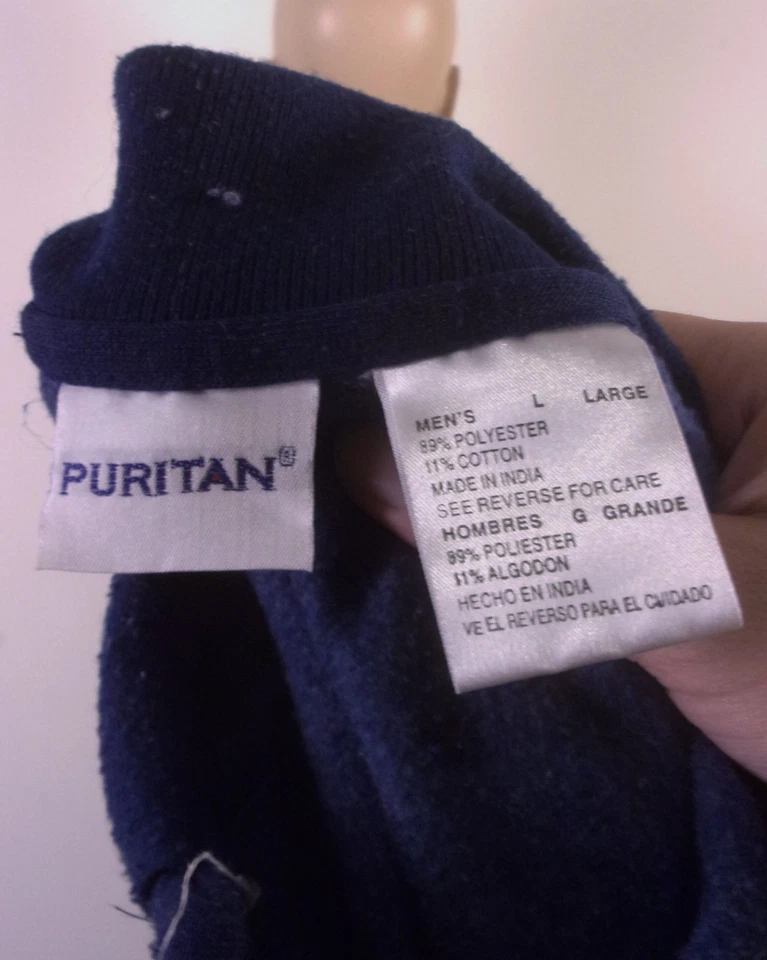 PURITAN®
MEN'S L LARGE
89% POLYESTER
11% COTTON
MADE IN INDIA
SEE REVERSE FOR CARE
HOMBRES G GRANDE
89% POLIESTER
11% ALGODON
HECHO EN INDIA
VE EL REVERSO PARA EL CUIDADO